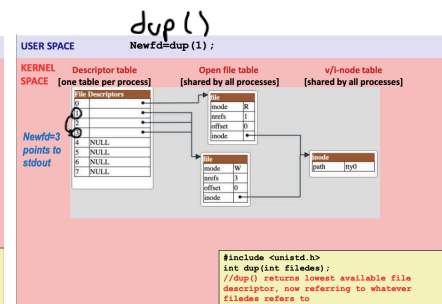 dup()
USER SPACE
Newfd=dup(1);
KERNEL SPACE
Descriptor table
[one table per process]
Open file table
[shared by all processes]
v/i-node table
[shared by all processes]
File Descriptors
0
1
2
3
4 NULL
5 NULL
6 NULL
7 NULL
Newfd=3
points to
stdout
file
mode R
nrefs 1
offset 0
inode
file
mode W
nrefs 3
offset 0
inode
inode
path tty0
#include <unistd.h>
int dup(int filedes);
//dup() returns lowest available file
descriptor, now referring to whatever
filedes refers to